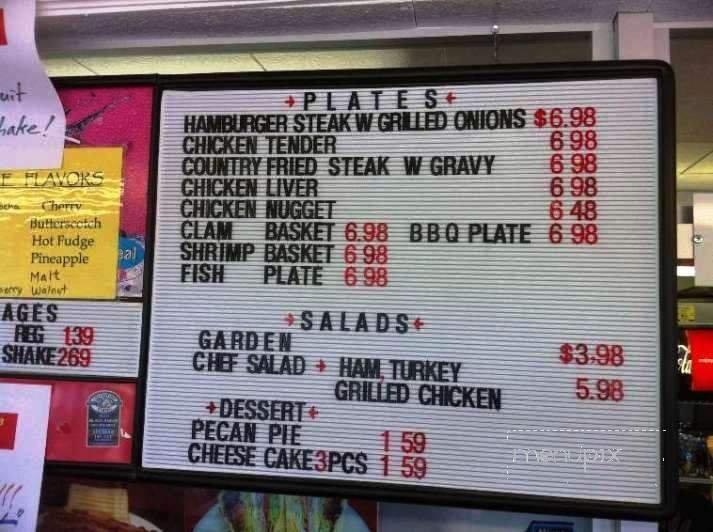 uit
hake!
E FLAVORS
Cherry
Butterscotch
Hot Fudge
Pineapple
Malt
Walnut
AGES
REG 1.39
SHAKE 2 69
PLATES
HAMBURGER STEAK W GRILLED ONIONS $6.98
CHICKEN TENDER 6 98
COUNTRY FRIED STEAK W GRAVY 6 98
CHICKEN LIVER 6 98
CHICKEN NUGGET 6 48
CLAM BASKET 6.98 BBQ PLATE 6 98
SHRIMP BASKET 6 98
FISH PLATE 6 98
SALADS
GARDEN $3.98
CHEF SALAD HAM, TURKEY
GRILLED CHICKEN 5.98
DESSERT
PECAN PIE 1 59
CHEESE CAKE 3PCS 1 59
menupix